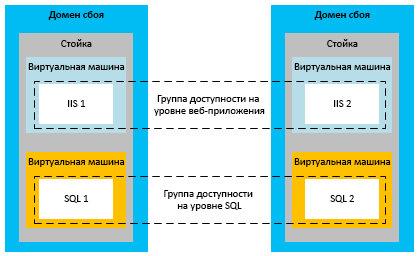 Домен сбоя
Стойка
Виртуальная машина
IIS 1
Виртуальная машина
SQL 1
Группа доступности на
уровне веб-приложения
Группа доступности
на уровне SQL
Домен сбоя
Стойка
Виртуальная машина
IIS 2
Виртуальная машина
SQL 2